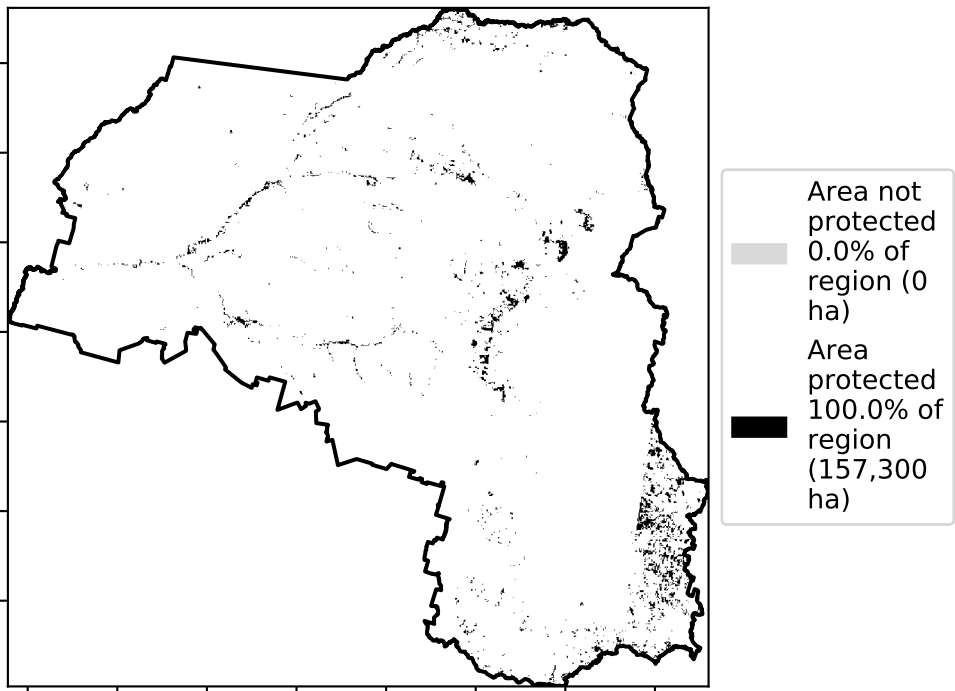 Area not
protected
0.0% of
region (0
ha)
Area
protected
100.0% of
region
(157,300
ha)